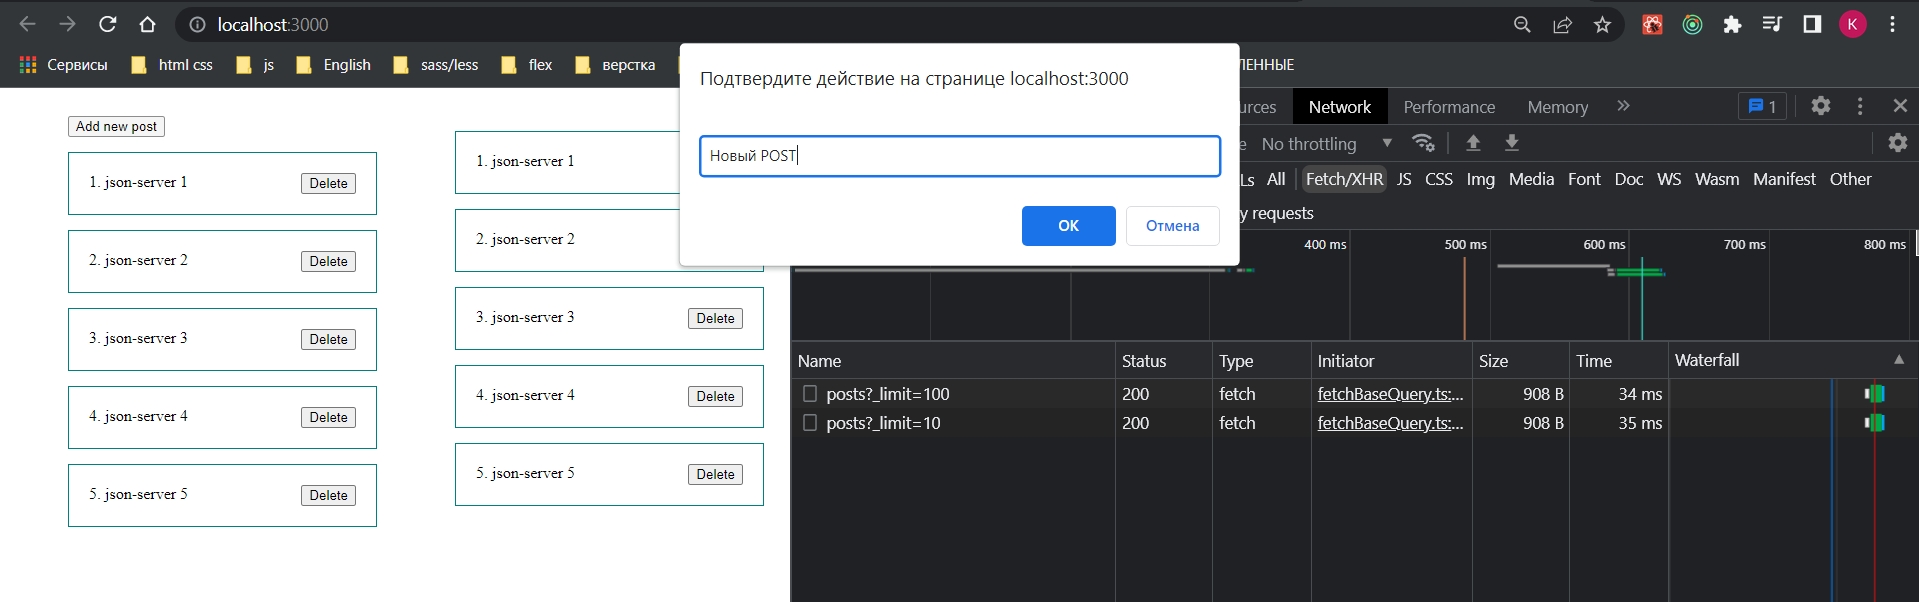 localhost:3000
K
Сервисы html css js English sass/less flex верстка
ЛЕННЫЕ
Подтвердите действие на странице localhost:3000
Новый POST
OK Отмена
Add new post
1. json-server 1 Delete
2. json-server 2 Delete
3. json-server 3 Delete
4. json-server 4 Delete
5. json-server 5 Delete
1. json-server 1
2. json-server 2
3. json-server 3 Delete
4. json-server 4 Delete
5. json-server 5 Delete
urces Network Performance Memory » 1
e No throttling
Ls All Fetch/XHR JS CSS Img Media Font Doc WS Wasm Manifest Other
y requests
400 ms 500 ms 600 ms 700 ms 800 ms
Name Status Type Initiator Size Time Waterfall
posts?_limit=100 200 fetch fetchBaseQuery.ts:... 908 B 34 ms
posts?_limit=10 200 fetch fetchBaseQuery.ts:... 908 B 35 ms